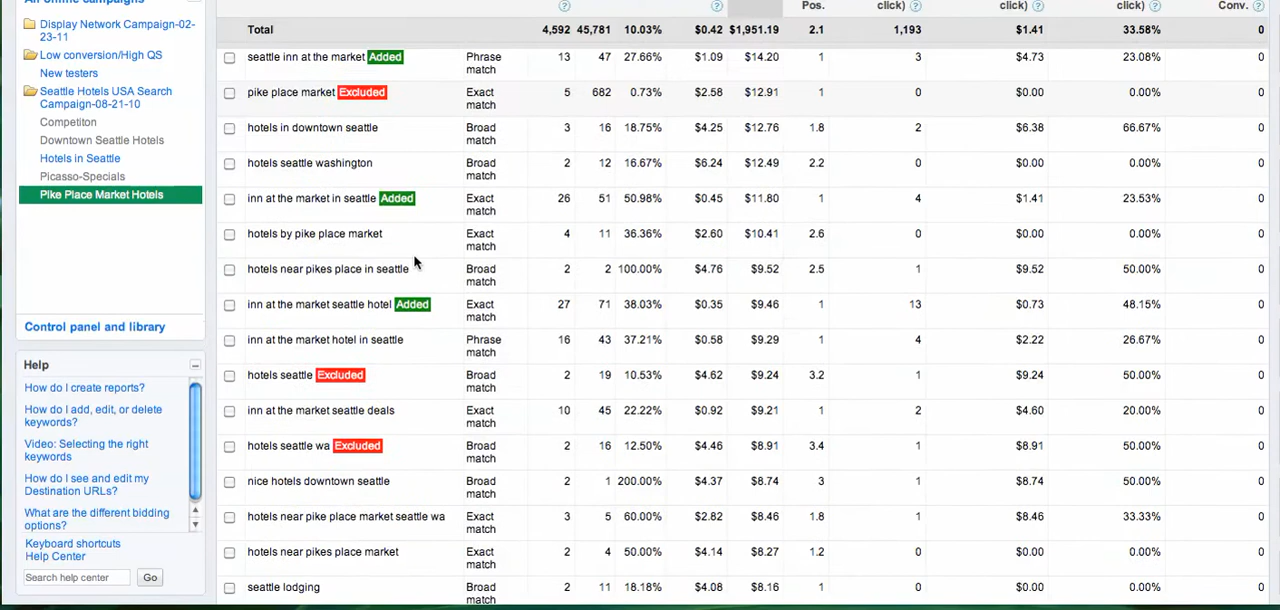 All online campaigns
Display Network Campaign-02-
23-11
Low conversion/High QS
New testers
Seattle Hotels USA Search
Campaign-08-21-10
Competiton
Downtown Seattle Hotels
Hotels in Seattle
Picasso-Specials
Pike Place Market Hotels
Control panel and library
Help
How do I create reports?
How do I add, edit, or delete
keywords?
Video: Selecting the right
keywords
How do I see and edit my
Destination URLs?
What are the different bidding
options?
Keyboard shortcuts
Help Center
Search help center Go
? ? Pos. click) ? click) ? click) ? Conv. ?
Total 4,592 45,781 10.03% $0.42 $1,951.19 2.1 1,193 $1.41 33.58% 0
seattle inn at the market Added Phrase 13 47 27.66% $1.09 $14.20 1 3 $4.73 23.08% 0
match
pike place market Excluded Exact 5 682 0.73% $2.58 $12.91 1 0 $0.00 0.00% 0
match
hotels in downtown seattle Broad 3 16 18.75% $4.25 $12.76 1.8 2 $6.38 66.67% 0
match
hotels seattle washington Broad 2 12 16.67% $6.24 $12.49 2.2 0 $0.00 0.00% 0
match
inn at the market in seattle Added Exact 26 51 50.98% $0.45 $11.80 1 4 $1.41 23.53% 0
match
hotels by pike place market Exact 4 11 36.36% $2.60 $10.41 2.6 0 $0.00 0.00% 0
match
hotels near pikes place in seattle Broad 2 2 100.00% $4.76 $9.52 2.5 1 $9.52 50.00% 0
match
inn at the market seattle hotel Added Exact 27 71 38.03% $0.35 $9.46 1 13 $0.73 48.15% 0
match
inn at the market hotel in seattle Phrase 16 43 37.21% $0.58 $9.29 1 4 $2.22 26.67% 0
match
hotels seattle Excluded Broad 2 19 10.53% $4.62 $9.24 3.2 1 $9.24 50.00% 0
match
inn at the market seattle deals Exact 10 45 22.22% $0.92 $9.21 1 2 $4.60 20.00% 0
match
hotels seattle wa Excluded Broad 2 16 12.50% $4.46 $8.91 3.4 1 $8.91 50.00% 0
match
nice hotels downtown seattle Broad 2 1 200.00% $4.37 $8.74 3 1 $8.74 50.00% 0
match
hotels near pike place market seattle wa Exact 3 5 60.00% $2.82 $8.46 1.8 1 $8.46 33.33% 0
match
hotels near pikes place market Exact 2 4 50.00% $4.14 $8.27 1.2 0 $0.00 0.00% 0
match
seattle lodging Broad 2 11 18.18% $4.08 $8.16 1 0 $0.00 0.00% 0
match